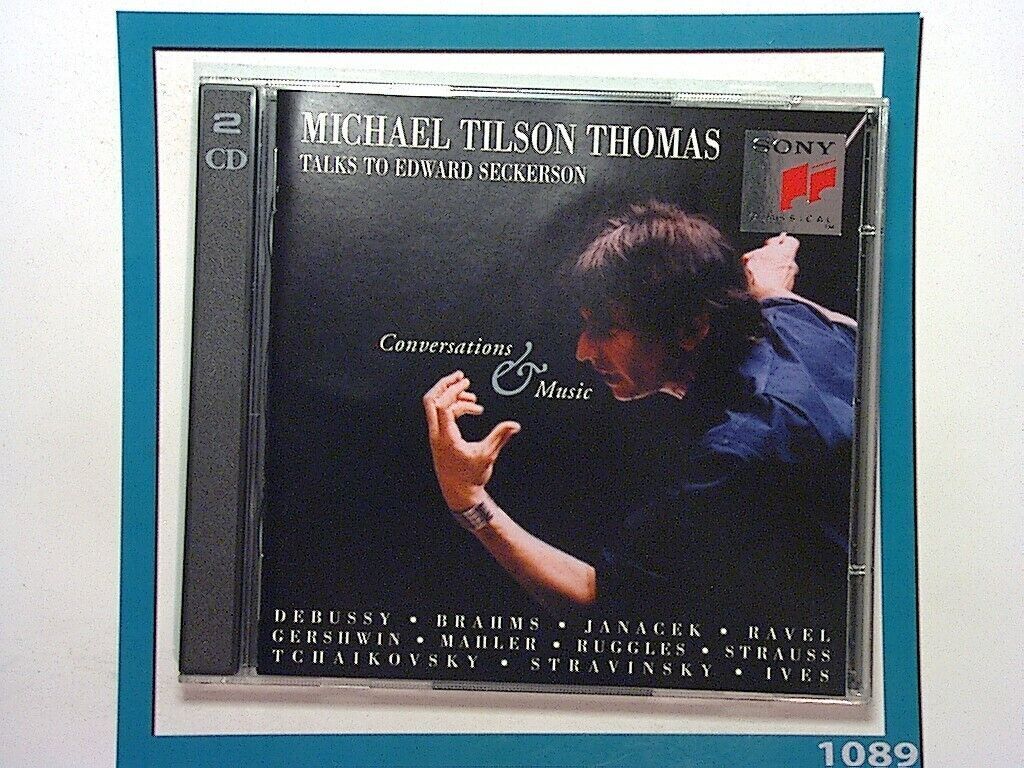 2
CD
MICHAEL TILSON THOMAS
TALKS TO EDWARD SECKERSON
SONY
CLASSICAL
Conversations
&
Music
DEBUSSY • BRAHMS • JANACEK • RAVEL
GERSHWIN • MAHLER • RUGGLES • STRAUSS
TCHAIKOVSKY • STRAVINSKY • IVES
1089